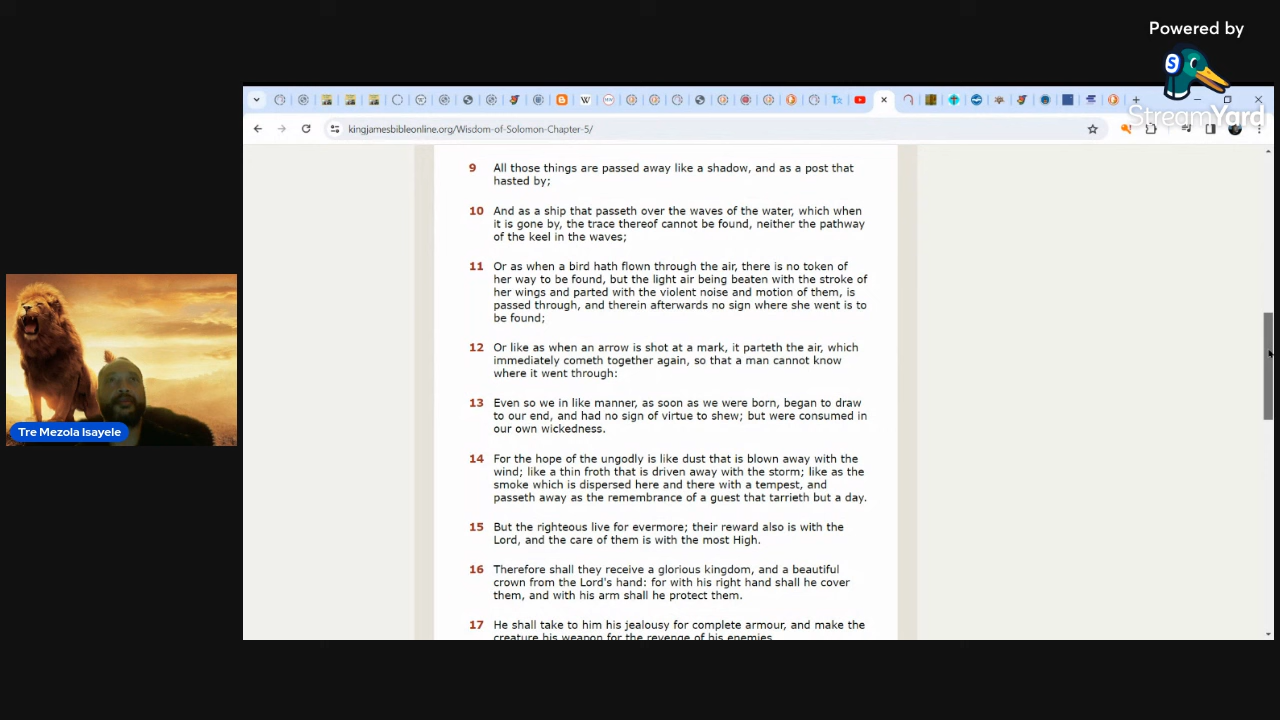 Powered by
S
StreamYard
W
kingjamesbibleonline.org/Wisdom-of-Solomon-Chapter-5/
9 All those things are passed away like a shadow, and as a post that
hasted by;
10 And as a ship that passeth over the waves of the water, which when
it is gone by, the trace thereof cannot be found, neither the pathway
of the keel in the waves;
11 Or as when a bird hath flown through the air, there is no token of
her way to be found, but the light air being beaten with the stroke of
her wings and parted with the violent noise and motion of them, is
passed through, and therein afterwards no sign where she went is to
be found;
12 Or like as when an arrow is shot at a mark, it parteth the air, which
immediately cometh together again, so that a man cannot know
where it went through:
13 Even so we in like manner, as soon as we were born, began to draw
to our end, and had no sign of virtue to shew; but were consumed in
our own wickedness.
14 For the hope of the ungodly is like dust that is blown away with the
wind; like a thin froth that is driven away with the storm; like as the
smoke which is dispersed here and there with a tempest, and
passeth away as the remembrance of a guest that tarrieth but a day.
15 But the righteous live for evermore; their reward also is with the
Lord, and the care of them is with the most High.
16 Therefore shall they receive a glorious kingdom, and a beautiful
crown from the Lord's hand: for with his right hand shall he cover
them, and with his arm shall he protect them.
17 He shall take to him his jealousy for complete armour, and make the
creature his weapon for the revenge of his enemies
Tre Mezola Isayele